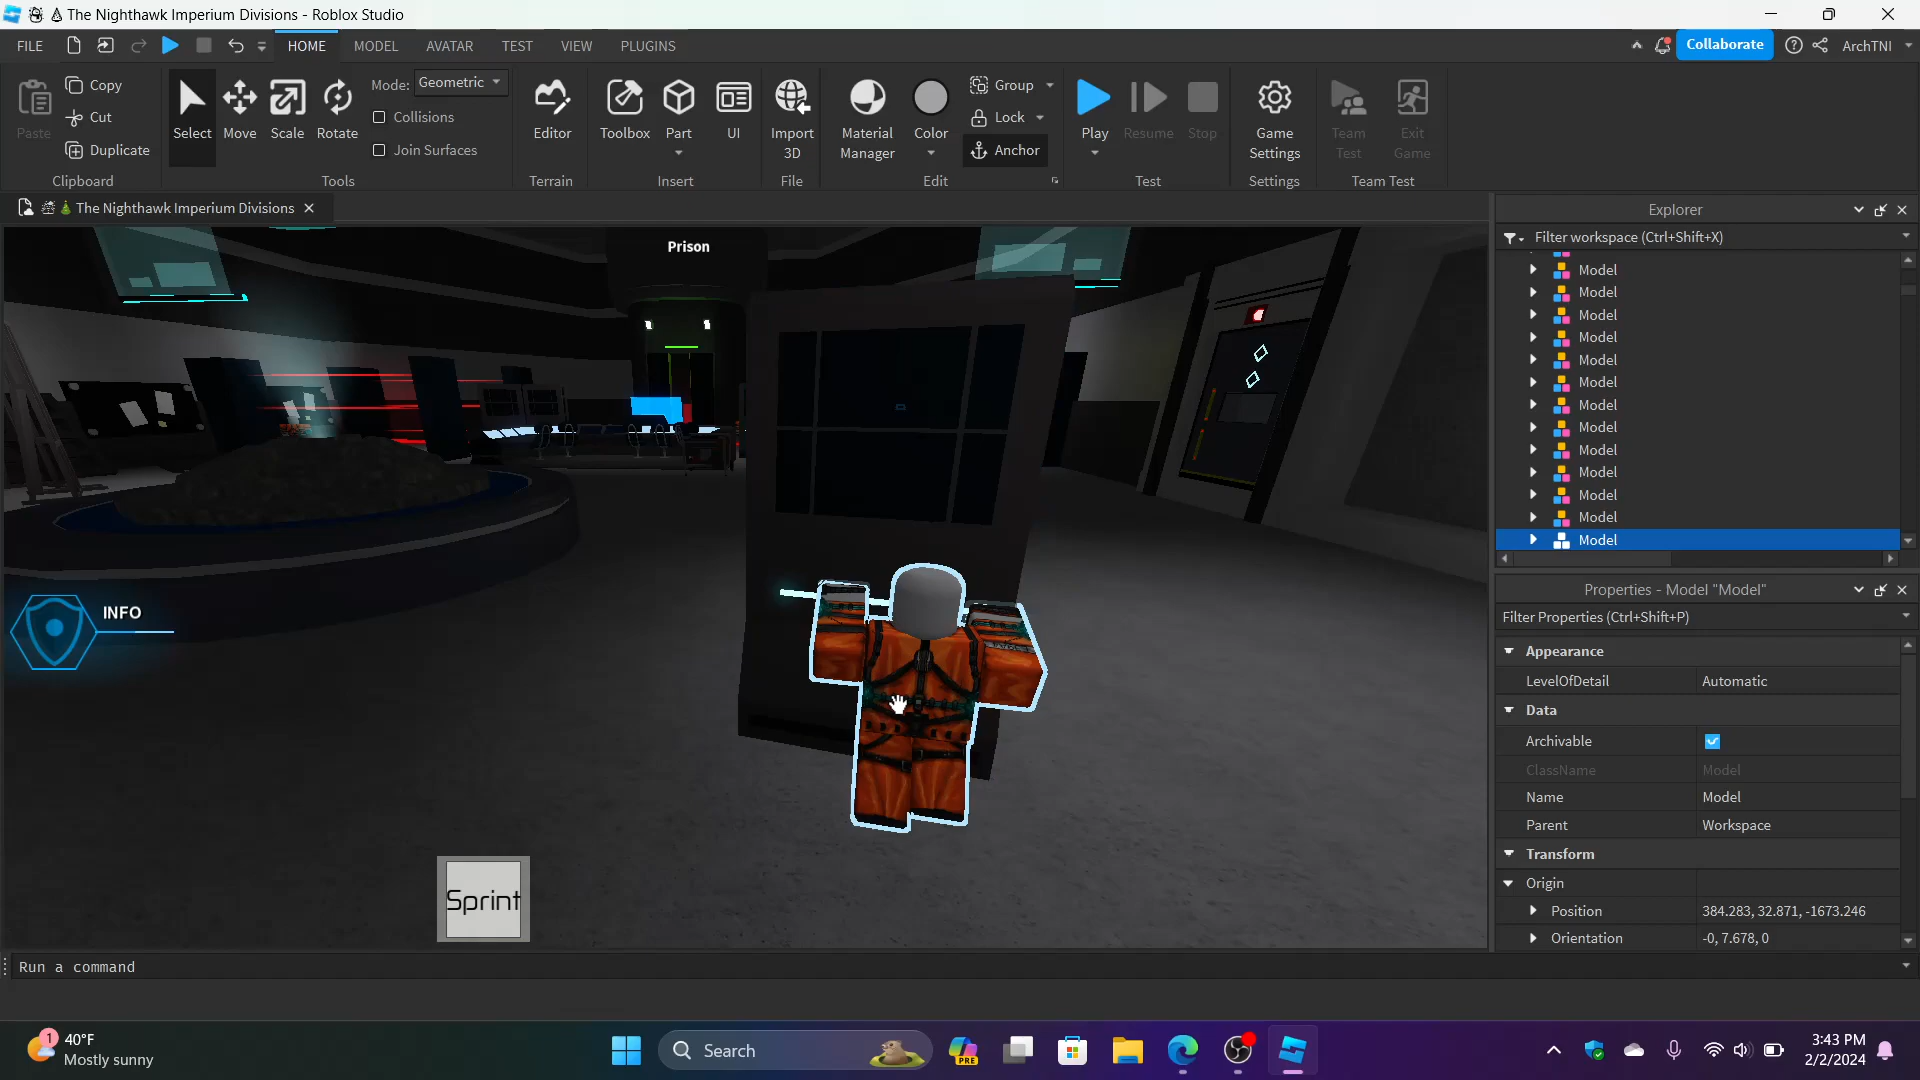 The Nighthawk Imperium Divisions - Roblox Studio
FILE
HOME
MODEL
AVATAR
TEST
VIEW
PLUGINS
Collaborate
ArchTNI
Paste
Copy
Cut
Duplicate
Clipboard
Select
Move
Scale
Rotate
Mode: Geometric
Collisions
Join Surfaces
Tools
Editor
Terrain
Toolbox
Part
UI
Insert
Import
3D
File
Material
Manager
Color
Group
Lock
Anchor
Edit
Play
Resume
Stop
Test
Game
Settings
Settings
Team
Test
Exit
Game
Team Test
The Nighthawk Imperium Divisions
Prison
INFO
Sprint
Explorer
Filter workspace (Ctrl+Shift+X)
Model
Model
Model
Model
Model
Model
Model
Model
Model
Model
Model
Model
Model
Properties - Model "Model"
Filter Properties (Ctrl+Shift+P)
Appearance
LevelOfDetail Automatic
Data
Archivable
ClassName Model
Name Model
Parent Workspace
Transform
Origin
Position 384.283, 32.871, -1673.246
Orientation -0, 7.678, 0
Run a command
1
40°F
Mostly sunny
Search
PRE
3:43 PM
2/2/2024